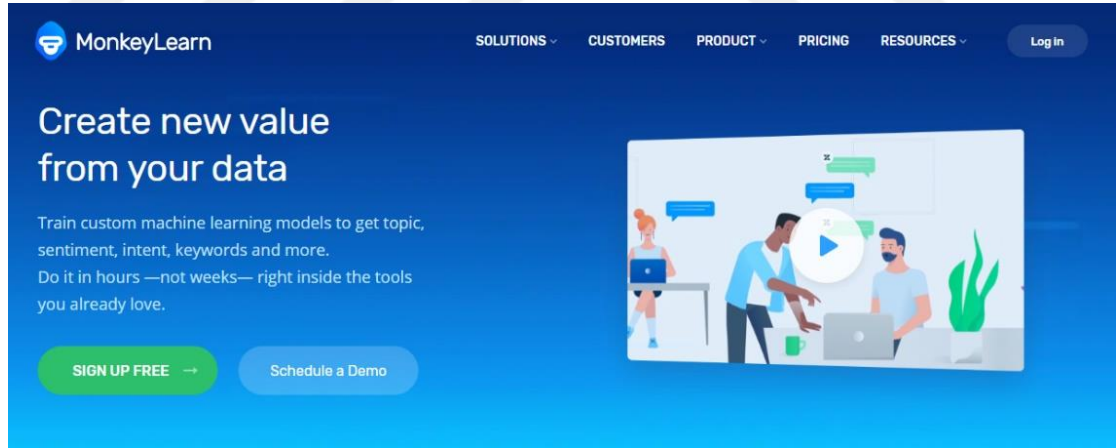 MonkeyLearn
SOLUTIONS
CUSTOMERS
PRODUCT
PRICING
RESOURCES
Log in
Create new value
from your data
Train custom machine learning models to get topic,
sentiment, intent, keywords and more.
Do it in hours —not weeks— right inside the tools
you already love.
SIGN UP FREE →
Schedule a Demo